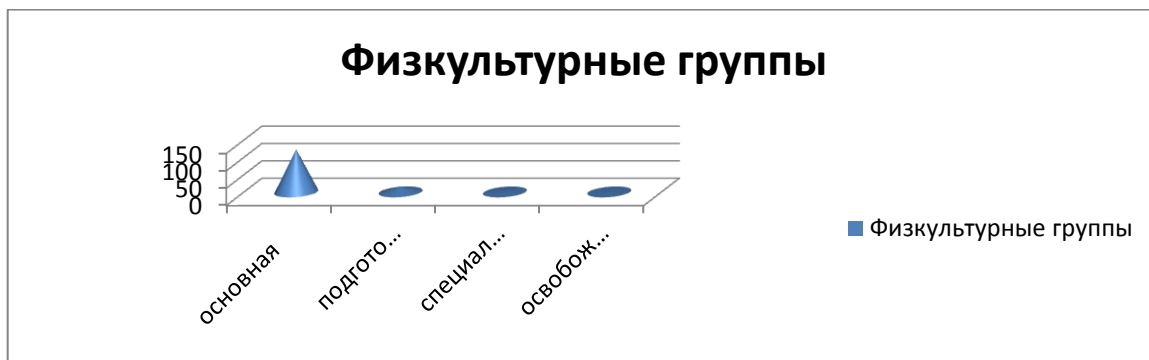 Физкультурные группы
150
100
50
0
основная
подгото...
специал...
освобож...
Физкультурные группы